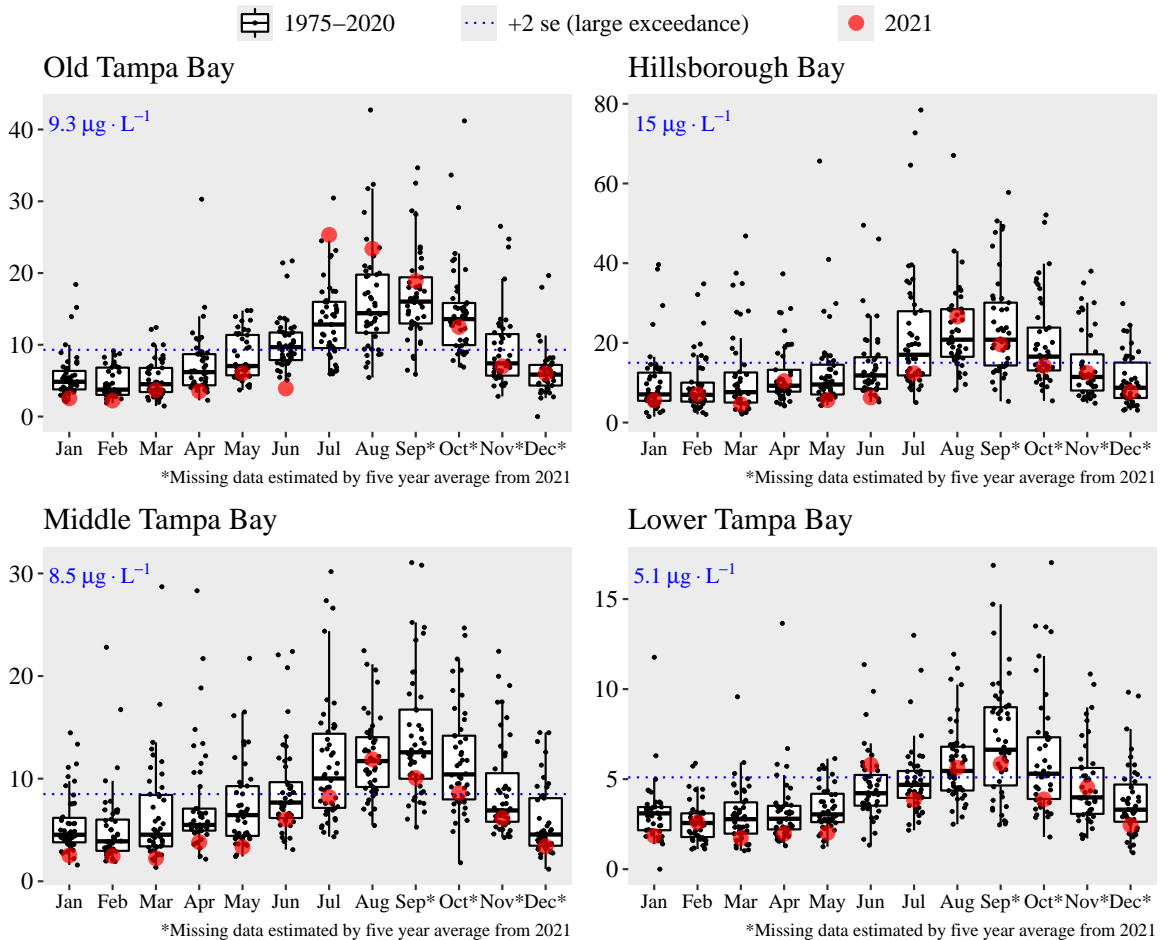 1975–2020 +2 se (large exceedance) 2021
Old Tampa Bay
9.3 µg · L⁻¹
40
30
20
10
0
Jan Feb Mar Apr May Jun Jul Aug Sep* Oct* Nov* Dec*
*Missing data estimated by five year average from 2021
Hillsborough Bay
15 µg · L⁻¹
80
60
40
20
0
Jan Feb Mar Apr May Jun Jul Aug Sep* Oct* Nov* Dec*
*Missing data estimated by five year average from 2021
Middle Tampa Bay
8.5 µg · L⁻¹
30
20
10
0
Jan Feb Mar Apr May Jun Jul Aug Sep* Oct* Nov* Dec*
*Missing data estimated by five year average from 2021
Lower Tampa Bay
5.1 µg · L⁻¹
15
10
5
0
Jan Feb Mar Apr May Jun Jul Aug Sep* Oct* Nov* Dec*
*Missing data estimated by five year average from 2021